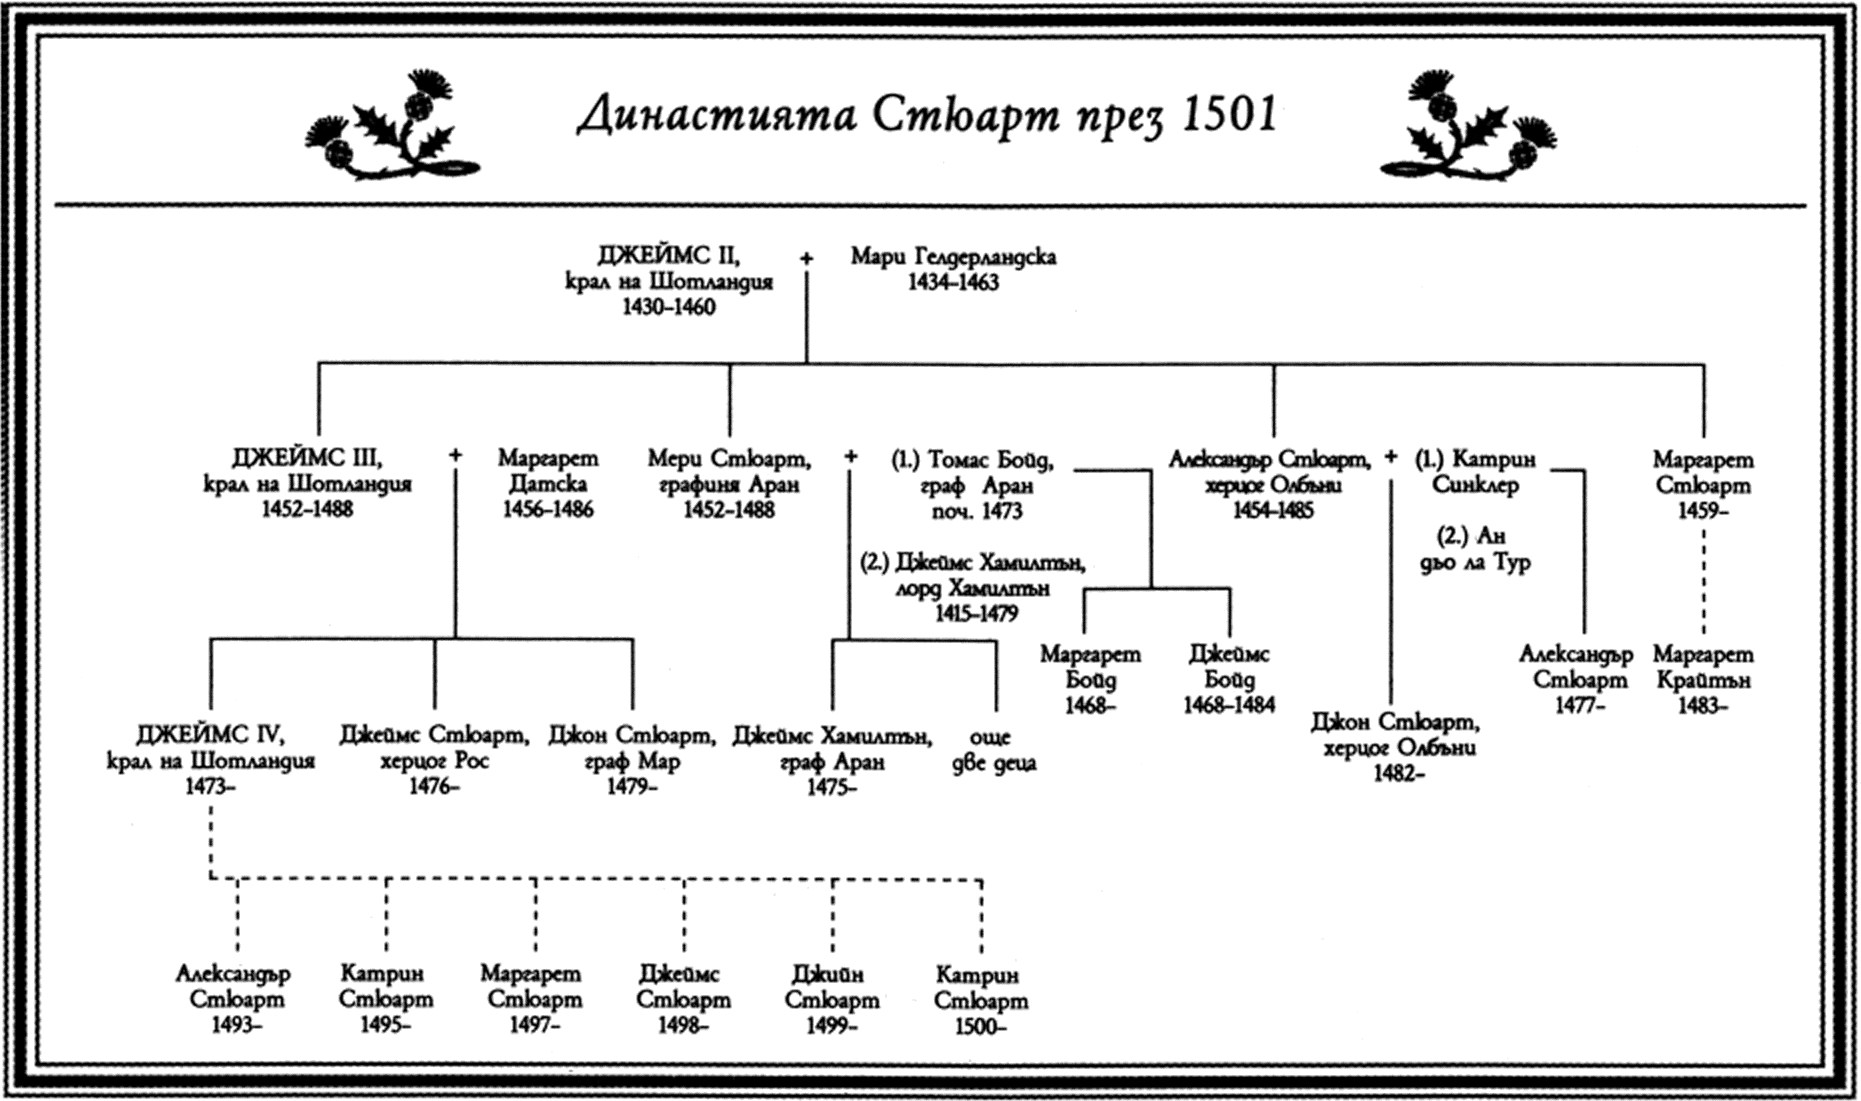 Династията Стюарт през 1501
ДЖЕЙМС II,
крал на Шотландия
1430–1460
+
Мари Гелдерландска
1434–1463
ДЖЕЙМС III,
крал на Шотландия
1452–1488
+
Маргарет
Датска
1456–1486
Мери Стюарт,
графиня Аран
1452–1488
+
(1.) Томас Бойд,
граф Аран
поч. 1473
(2.) Джеймс Хамилтън,
лорд Хамилтън
1415–1479
Александър Стюарт,
херцог Олбъни
1454–1485
+
(1.) Катрин
Синклер
(2.) Ан
дьо ла Тур
Маргарет
Стюарт
1459–
ДЖЕЙМС IV,
крал на Шотландия
1473–
Джеймс Стюарт,
херцог Рос
1476–
Джон Стюарт,
граф Мар
1479–
Джеймс Хамилтън,
граф Аран
1475–
още
две деца
Маргарет
Бойд
1468–
Джеймс
Бойд
1468–1484
Джон Стюарт,
херцог Олбъни
1482–
Александър
Стюарт
1477–
Маргарет
Крайтън
1483–
Александър
Стюарт
1493–
Катрин
Стюарт
1495–
Маргарет
Стюарт
1497–
Джеймс
Стюарт
1498–
Джийн
Стюарт
1499–
Катрин
Стюарт
1500–